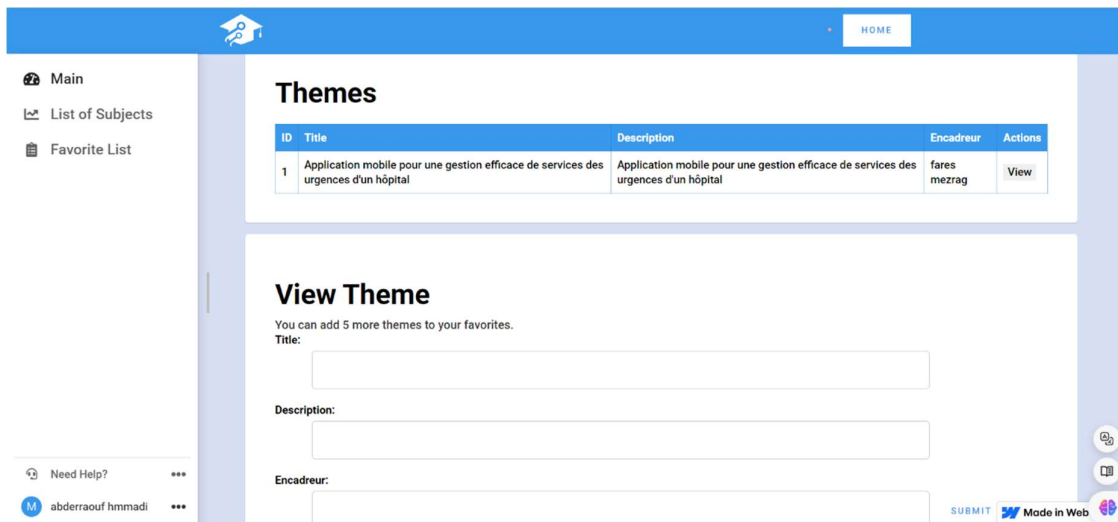 HOME
Main
List of Subjects
Favorite List
Themes
ID Title Description Encadreur Actions
1 Application mobile pour une gestion efficace de services des urgences d'un hôpital Application mobile pour une gestion efficace de services des urgences d'un hôpital fares mezrag View
View Theme
You can add 5 more themes to your favorites.
Title:
Description:
Encadreur:
Need Help?
M abderraouf hmmadi
SUBMIT
Made in Web